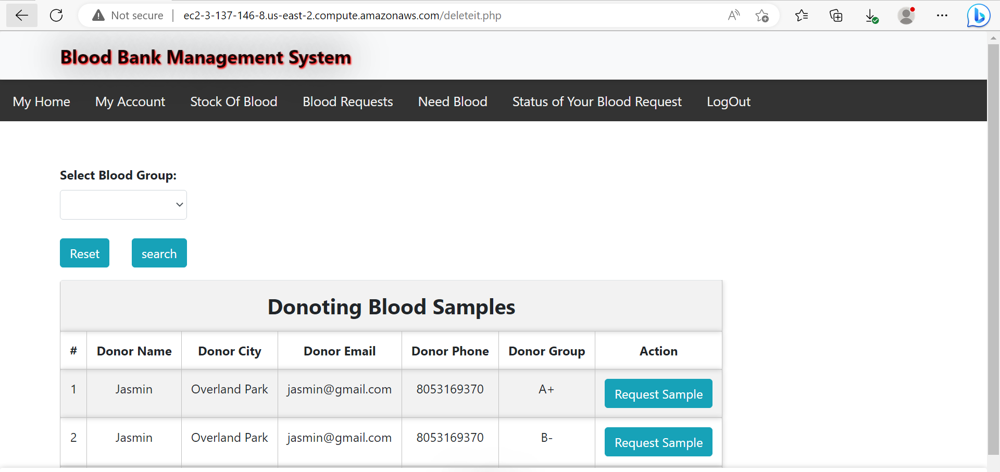 Not secure | ec2-3-137-146-8.us-east-2.compute.amazonaws.com/deleteit.php
Blood Bank Management System
My Home My Account Stock Of Blood Blood Requests Need Blood Status of Your Blood Request LogOut
Select Blood Group:
Reset search
Donoting Blood Samples
# Donor Name Donor City Donor Email Donor Phone Donor Group Action
1 Jasmin Overland Park jasmin@gmail.com 8053169370 A+ Request Sample
2 Jasmin Overland Park jasmin@gmail.com 8053169370 B- Request Sample